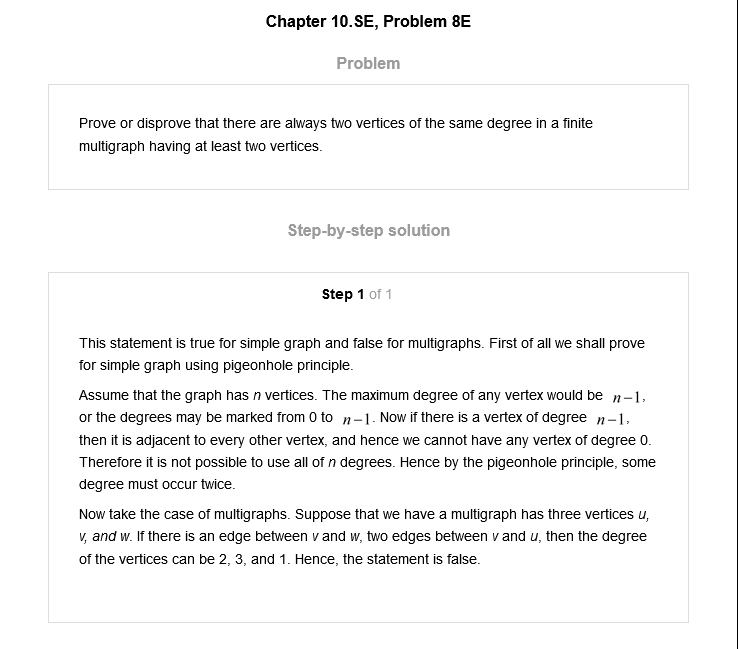 Chapter 10.SE, Problem 8E
Problem
Prove or disprove that there are always two vertices of the same degree in a finite
multigraph having at least two vertices.
Step-by-step solution
Step 1 of 1
This statement is true for simple graph and false for multigraphs. First of all we shall prove
for simple graph using pigeonhole principle.
Assume that the graph has n vertices. The maximum degree of any vertex would be n−1,
or the degrees may be marked from 0 to n−1. Now if there is a vertex of degree n−1,
then it is adjacent to every other vertex, and hence we cannot have any vertex of degree 0.
Therefore it is not possible to use all of n degrees. Hence by the pigeonhole principle, some
degree must occur twice.
Now take the case of multigraphs. Suppose that we have a multigraph has three vertices u,
v, and w. If there is an edge between v and w, two edges between v and u, then the degree
of the vertices can be 2, 3, and 1. Hence, the statement is false.